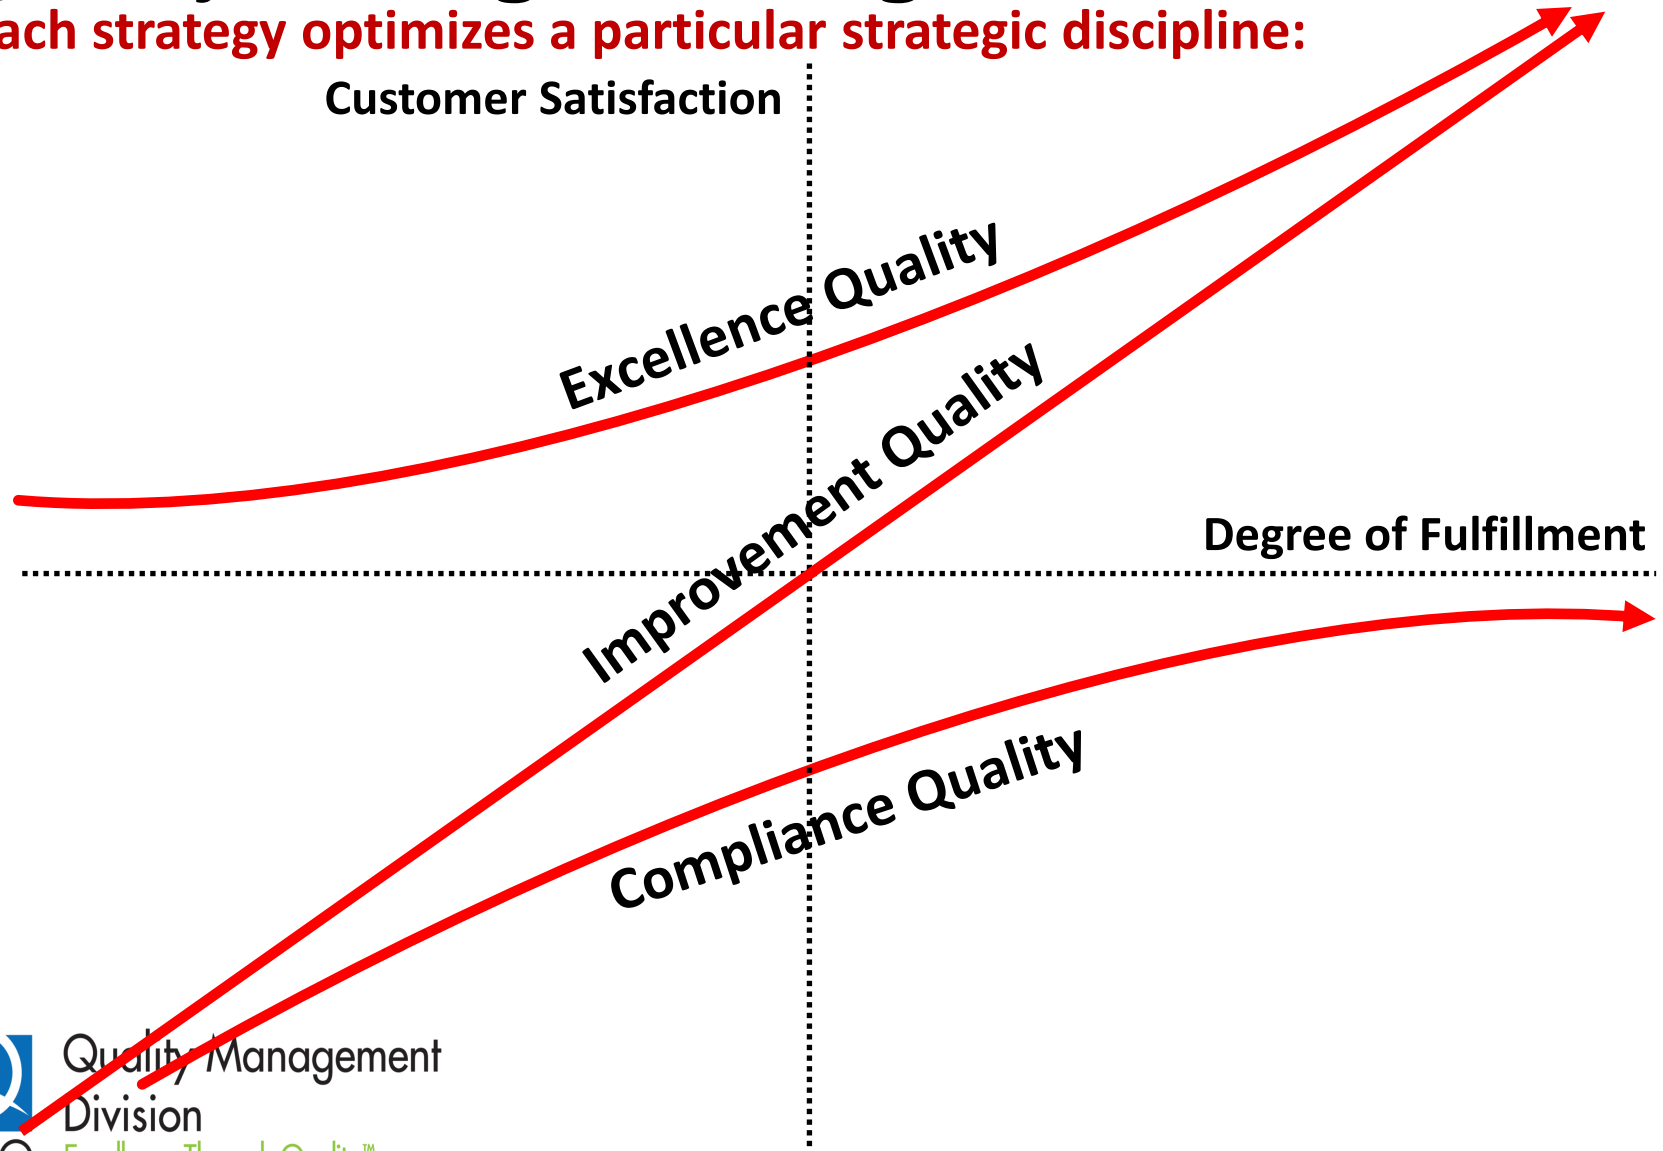 ach strategy optimizes a particular strategic discipline:
Customer Satisfaction
Excellence Quality
Improvement Quality
Degree of Fulfillment
Compliance Quality
Quality Management
Division